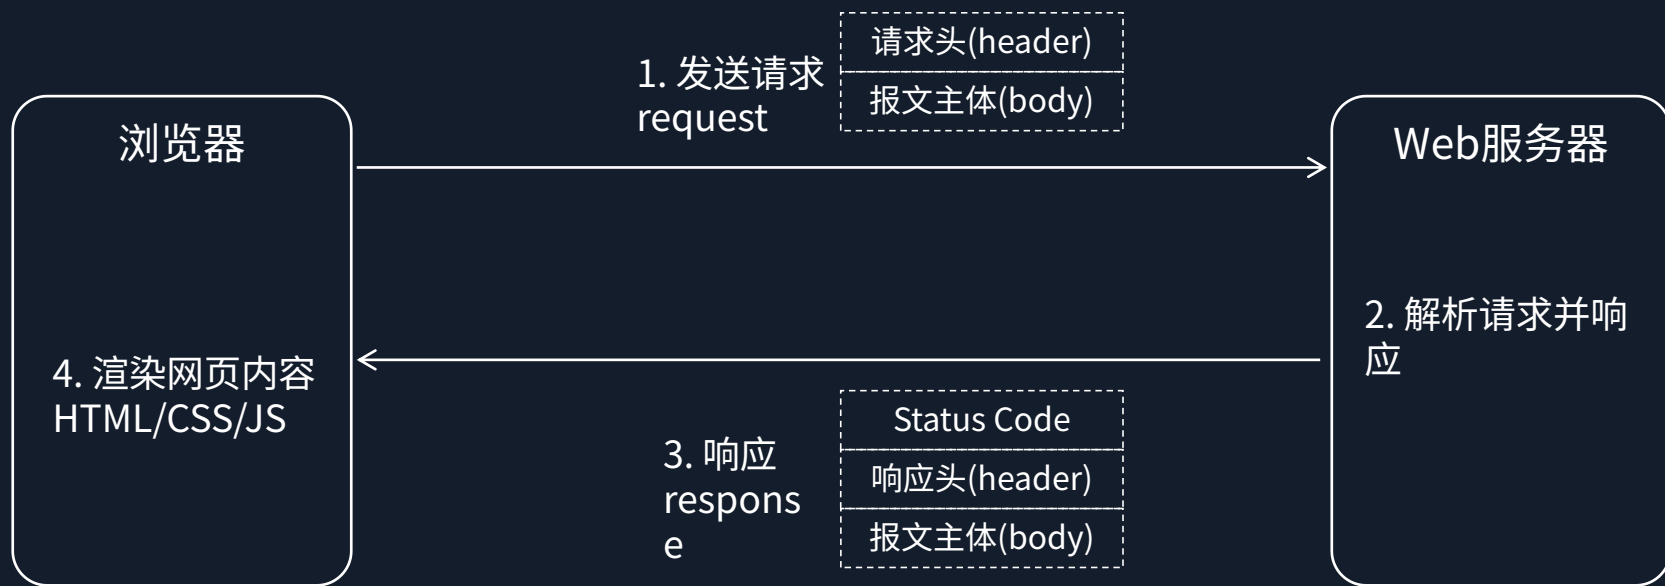 1. 发送请求
request
请求头(header)
报文主体(body)
浏览器
Web服务器
2. 解析请求并响
应
4. 渲染网页内容
HTML/CSS/JS
3. 响应
respons
e
Status Code
响应头(header)
报文主体(body)